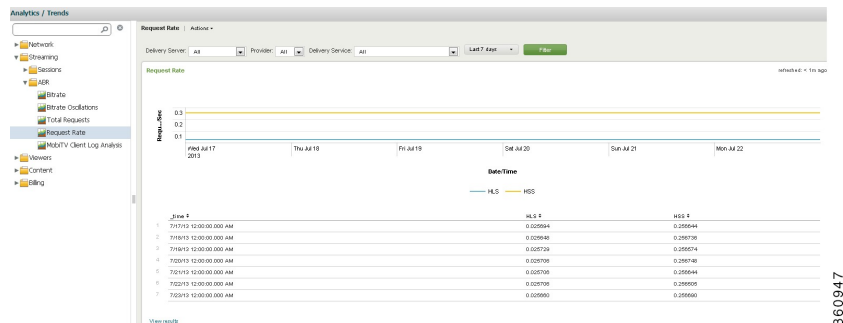 Analytics / Trends
Request Rate | Actions
Network
Streaming
Sessions
ABR
Bitrate
Bitrate Oscillations
Total Requests
Request Rate
MobiTV Client Log Analysis
Viewers
Content
Billing
Delivery Server: All Provider: All Delivery Service: All Last 7 days Filter
Request Rate refreshed: < 1m ago
Requ.../Sec
0.3
0.2
0.1
Wed Jul 17 Thu Jul 18 Fri Jul 19 Sat Jul 20 Sun Jul 21 Mon Jul 22
2013
Date/Time
HLS HSS
_time HLS HSS
1 7/17/13 12:00:00.000 AM 0.025694 0.256644
2 7/18/13 12:00:00.000 AM 0.025648 0.256736
3 7/19/13 12:00:00.000 AM 0.025729 0.256574
4 7/20/13 12:00:00.000 AM 0.025706 0.256748
5 7/21/13 12:00:00.000 AM 0.025706 0.256644
6 7/22/13 12:00:00.000 AM 0.025706 0.256505
7 7/23/13 12:00:00.000 AM 0.025660 0.256690
View results
360947